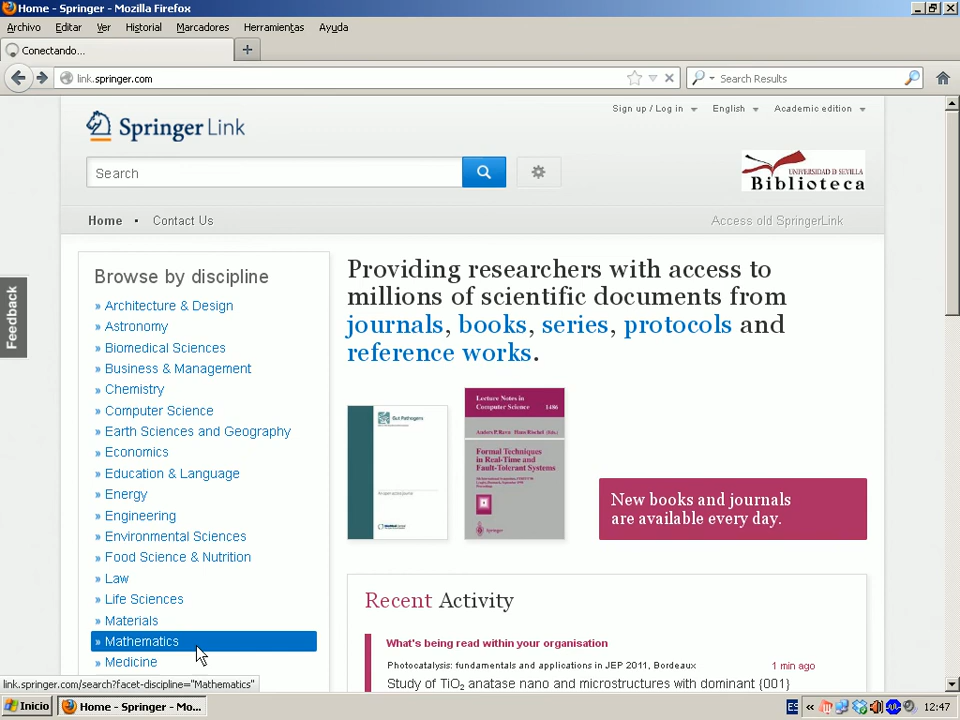 Home - Springer - Mozilla Firefox
Archivo Editar Ver Historial Marcadores Herramientas Ayuda
Conectando...
link.springer.com
Search Results
Sign up / Log in
English
Academic edition
Springer Link
Search
UNIVERSIDAD D SEVILLA
Biblioteca
Home • Contact Us
Access old SpringerLink
Feedback
Browse by discipline
» Architecture & Design
» Astronomy
» Biomedical Sciences
» Business & Management
» Chemistry
» Computer Science
» Earth Sciences and Geography
» Economics
» Education & Language
» Energy
» Engineering
» Environmental Sciences
» Food Science & Nutrition
» Law
» Life Sciences
» Materials
» Mathematics
» Medicine
Providing researchers with access to
millions of scientific documents from
journals, books, series, protocols and
reference works.
Gut Pathogens
Lecture Notes in
Computer Science 1486
Anders P. Ravn Hans Rischel (Eds.)
Formal Techniques
in Real-Time and
Fault-Tolerant Systems
Springer
New books and journals
are available every day.
Recent Activity
What's being read within your organisation
Photocatalysis: fundamentals and applications in JEP 2011, Bordeaux
1 min ago
Study of TiO₂ anatase nano and microstructures with dominant {001}
link.springer.com/search?facet-discipline="Mathematics"
Inicio
Home - Springer - Mo...
ES
«
12:47